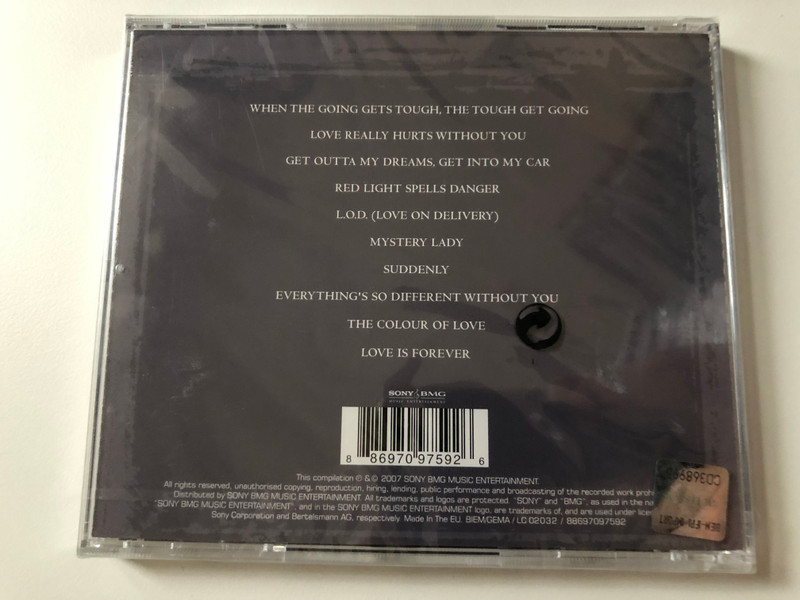 WHEN THE GOING GETS TOUGH, THE TOUGH GET GOING
LOVE REALLY HURTS WITHOUT YOU
GET OUTTA MY DREAMS, GET INTO MY CAR
RED LIGHT SPELLS DANGER
L.O.D. (LOVE ON DELIVERY)
MYSTERY LADY
SUDDENLY
EVERYTHING'S SO DIFFERENT WITHOUT YOU
THE COLOUR OF LOVE
LOVE IS FOREVER
SONY BMG
MUSIC ENTERTAINMENT
8 86970 97592 6
This compilation ℗ & © 2007 SONY BMG MUSIC ENTERTAINMENT
All rights reserved, unauthorised copying, reproduction, hiring, lending, public performance and broadcasting of the recorded work prohi
Distributed by SONY BMG MUSIC ENTERTAINMENT. All trademarks and logos are protected. "SONY" and "BMG", as used in the
"SONY BMG MUSIC ENTERTAINMENT", and in the SONY BMG MUSIC ENTERTAINMENT logo, are trademarks of, and are used under
Sony Corporation and Bertelsmann AG, respectively. Made In The EU. BIEM/GEMA / LC 02032 / 88697097592